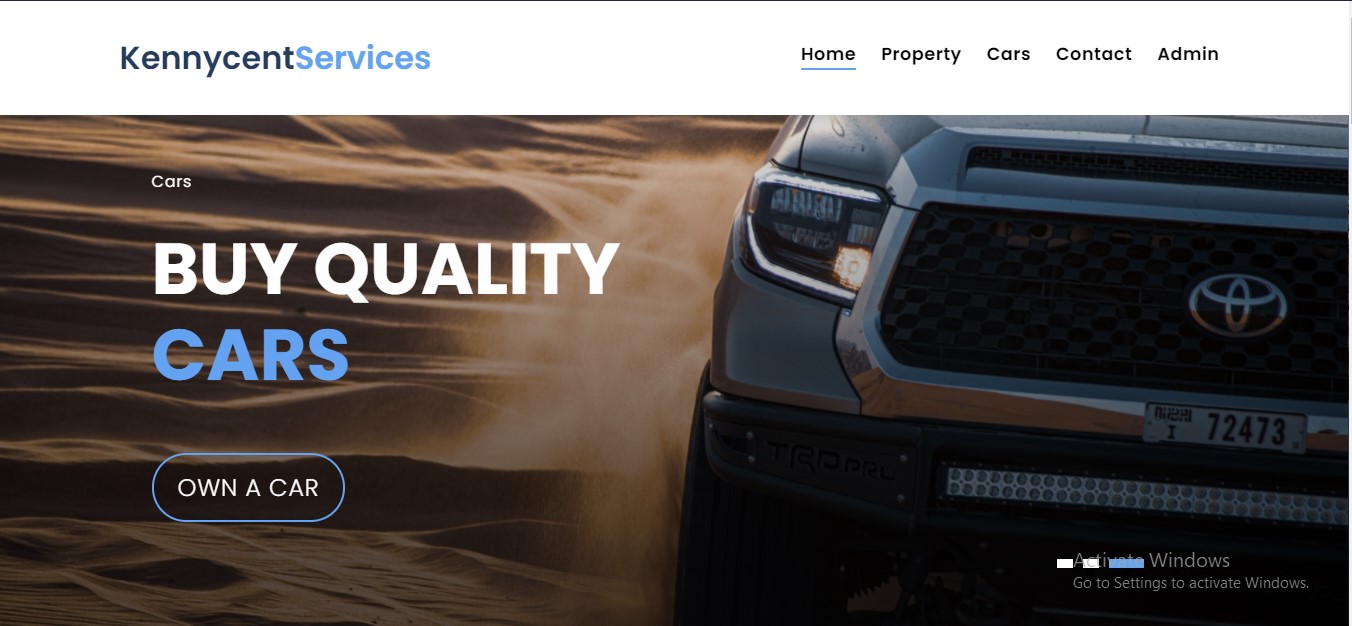 KennycentServices
Home Property Cars Contact Admin
Cars
BUY QUALITY
CARS
OWN A CAR
DUBAI
I 72473
TRD PRO
Activate Windows
Go to Settings to activate Windows.